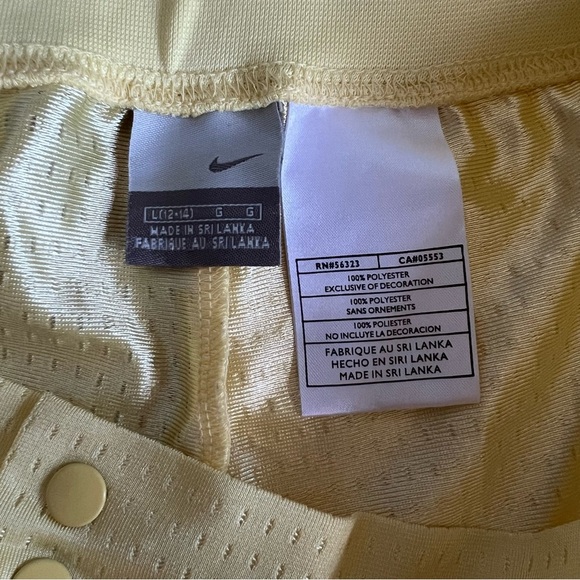 L(12-14) G G
MADE IN SRI LANKA
FABRIQUE AU SRI LANKA
RN#56323 CA#05553
100% POLYESTER
EXCLUSIVE OF DECORATION
100% POLYESTER
SANS ORNEMENTS
100% POLIESTER
NO INCLUYE LA DECORACION
FABRIQUE AU SRI LANKA
HECHO EN SIRI LANKA
MADE IN SRI LANKA